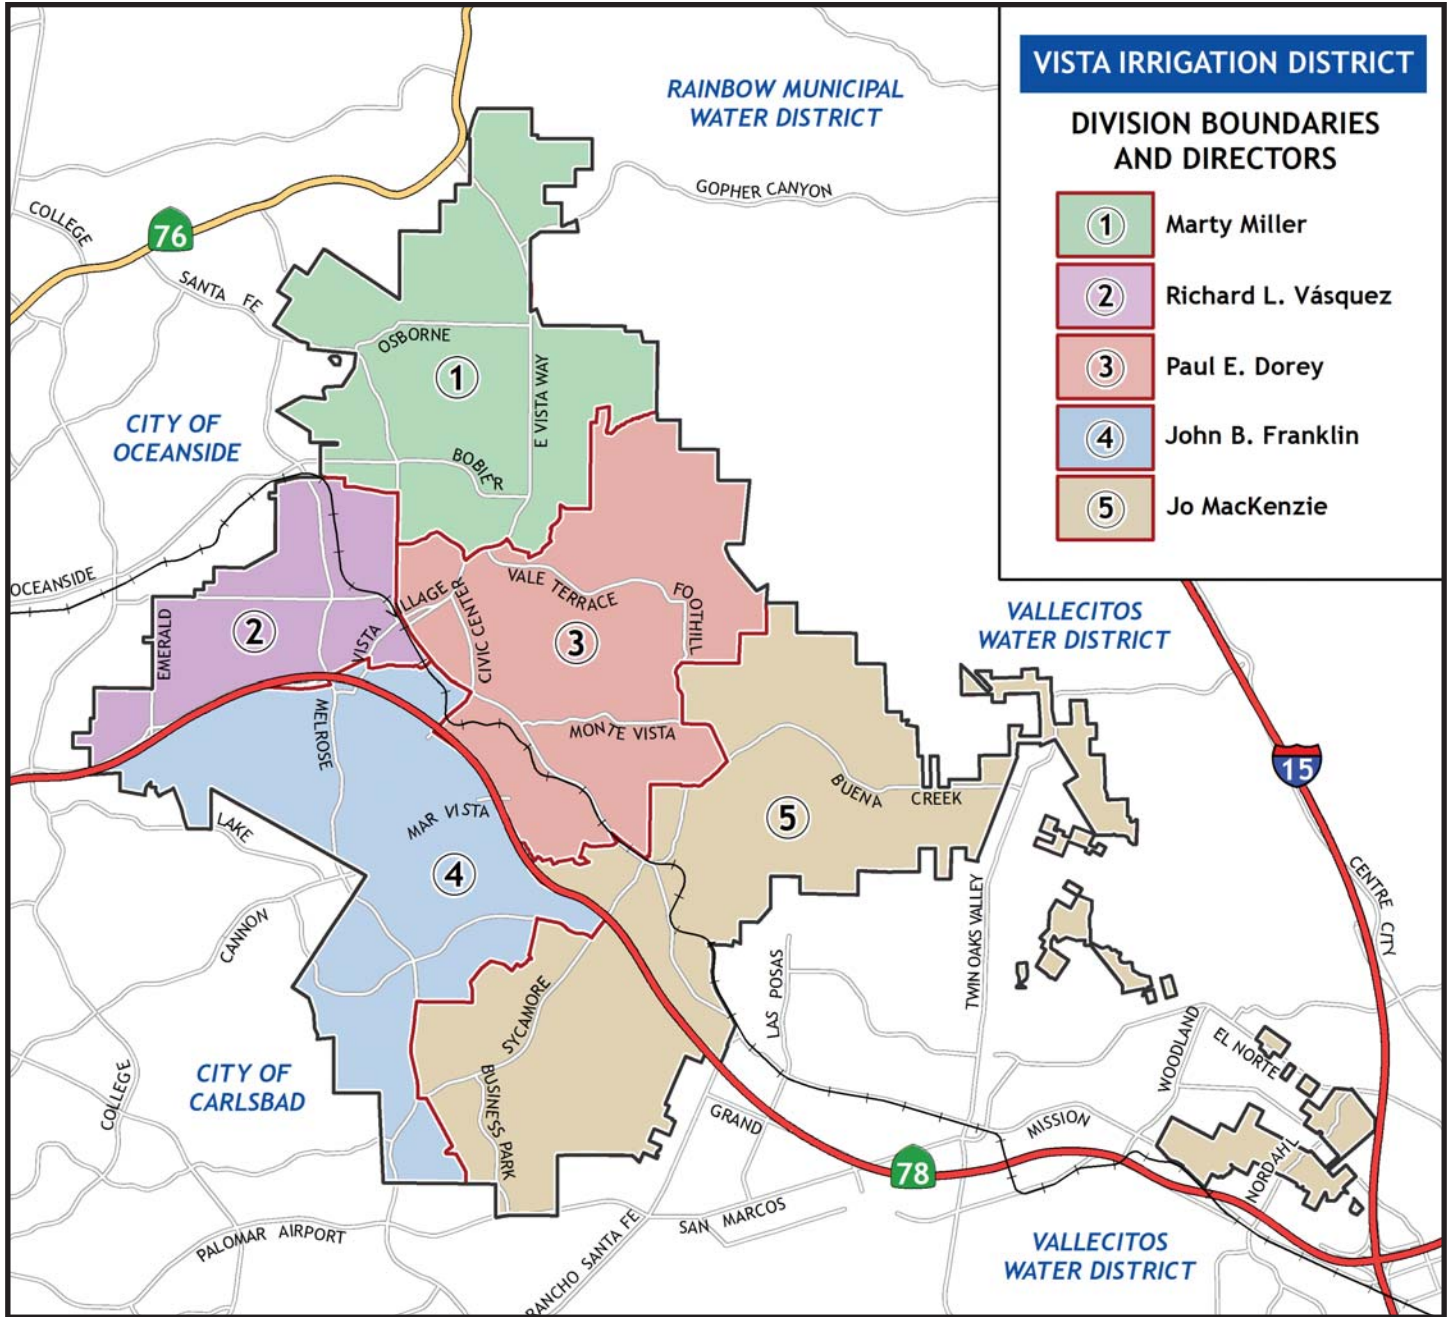 VISTA IRRIGATION DISTRICT
DIVISION BOUNDARIES
AND DIRECTORS
1 Marty Miller
2 Richard L. Vásquez
3 Paul E. Dorey
4 John B. Franklin
5 Jo MacKenzie
RAINBOW MUNICIPAL
WATER DISTRICT
GOPHER CANYON
COLLEGE
76
SANTA FE
OSBORNE
1
E VISTA WAY
CITY OF
OCEANSIDE
BOBIER
OCEANSIDE
VALE TERRACE
FOOTHILL
VISTA VILLAGE
CIVIC CENTER
EMERALD
2
3
VALLECITOS
WATER DISTRICT
MELROSE
MONTE VISTA
15
BUENA CREEK
5
MAR VISTA
LAKE
4
CENTRE CITY
CANNON
TWIN OAKS VALLEY
LAS POSAS
SYCAMORE
WOODLAND
EL NORTE
CITY OF
CARLSBAD
COLLEGE
BUSINESS PARK
GRAND
MISSION
78
NORDAHL
SAN MARCOS
PALOMAR AIRPORT
RANCHO SANTA FE
VALLECITOS
WATER DISTRICT